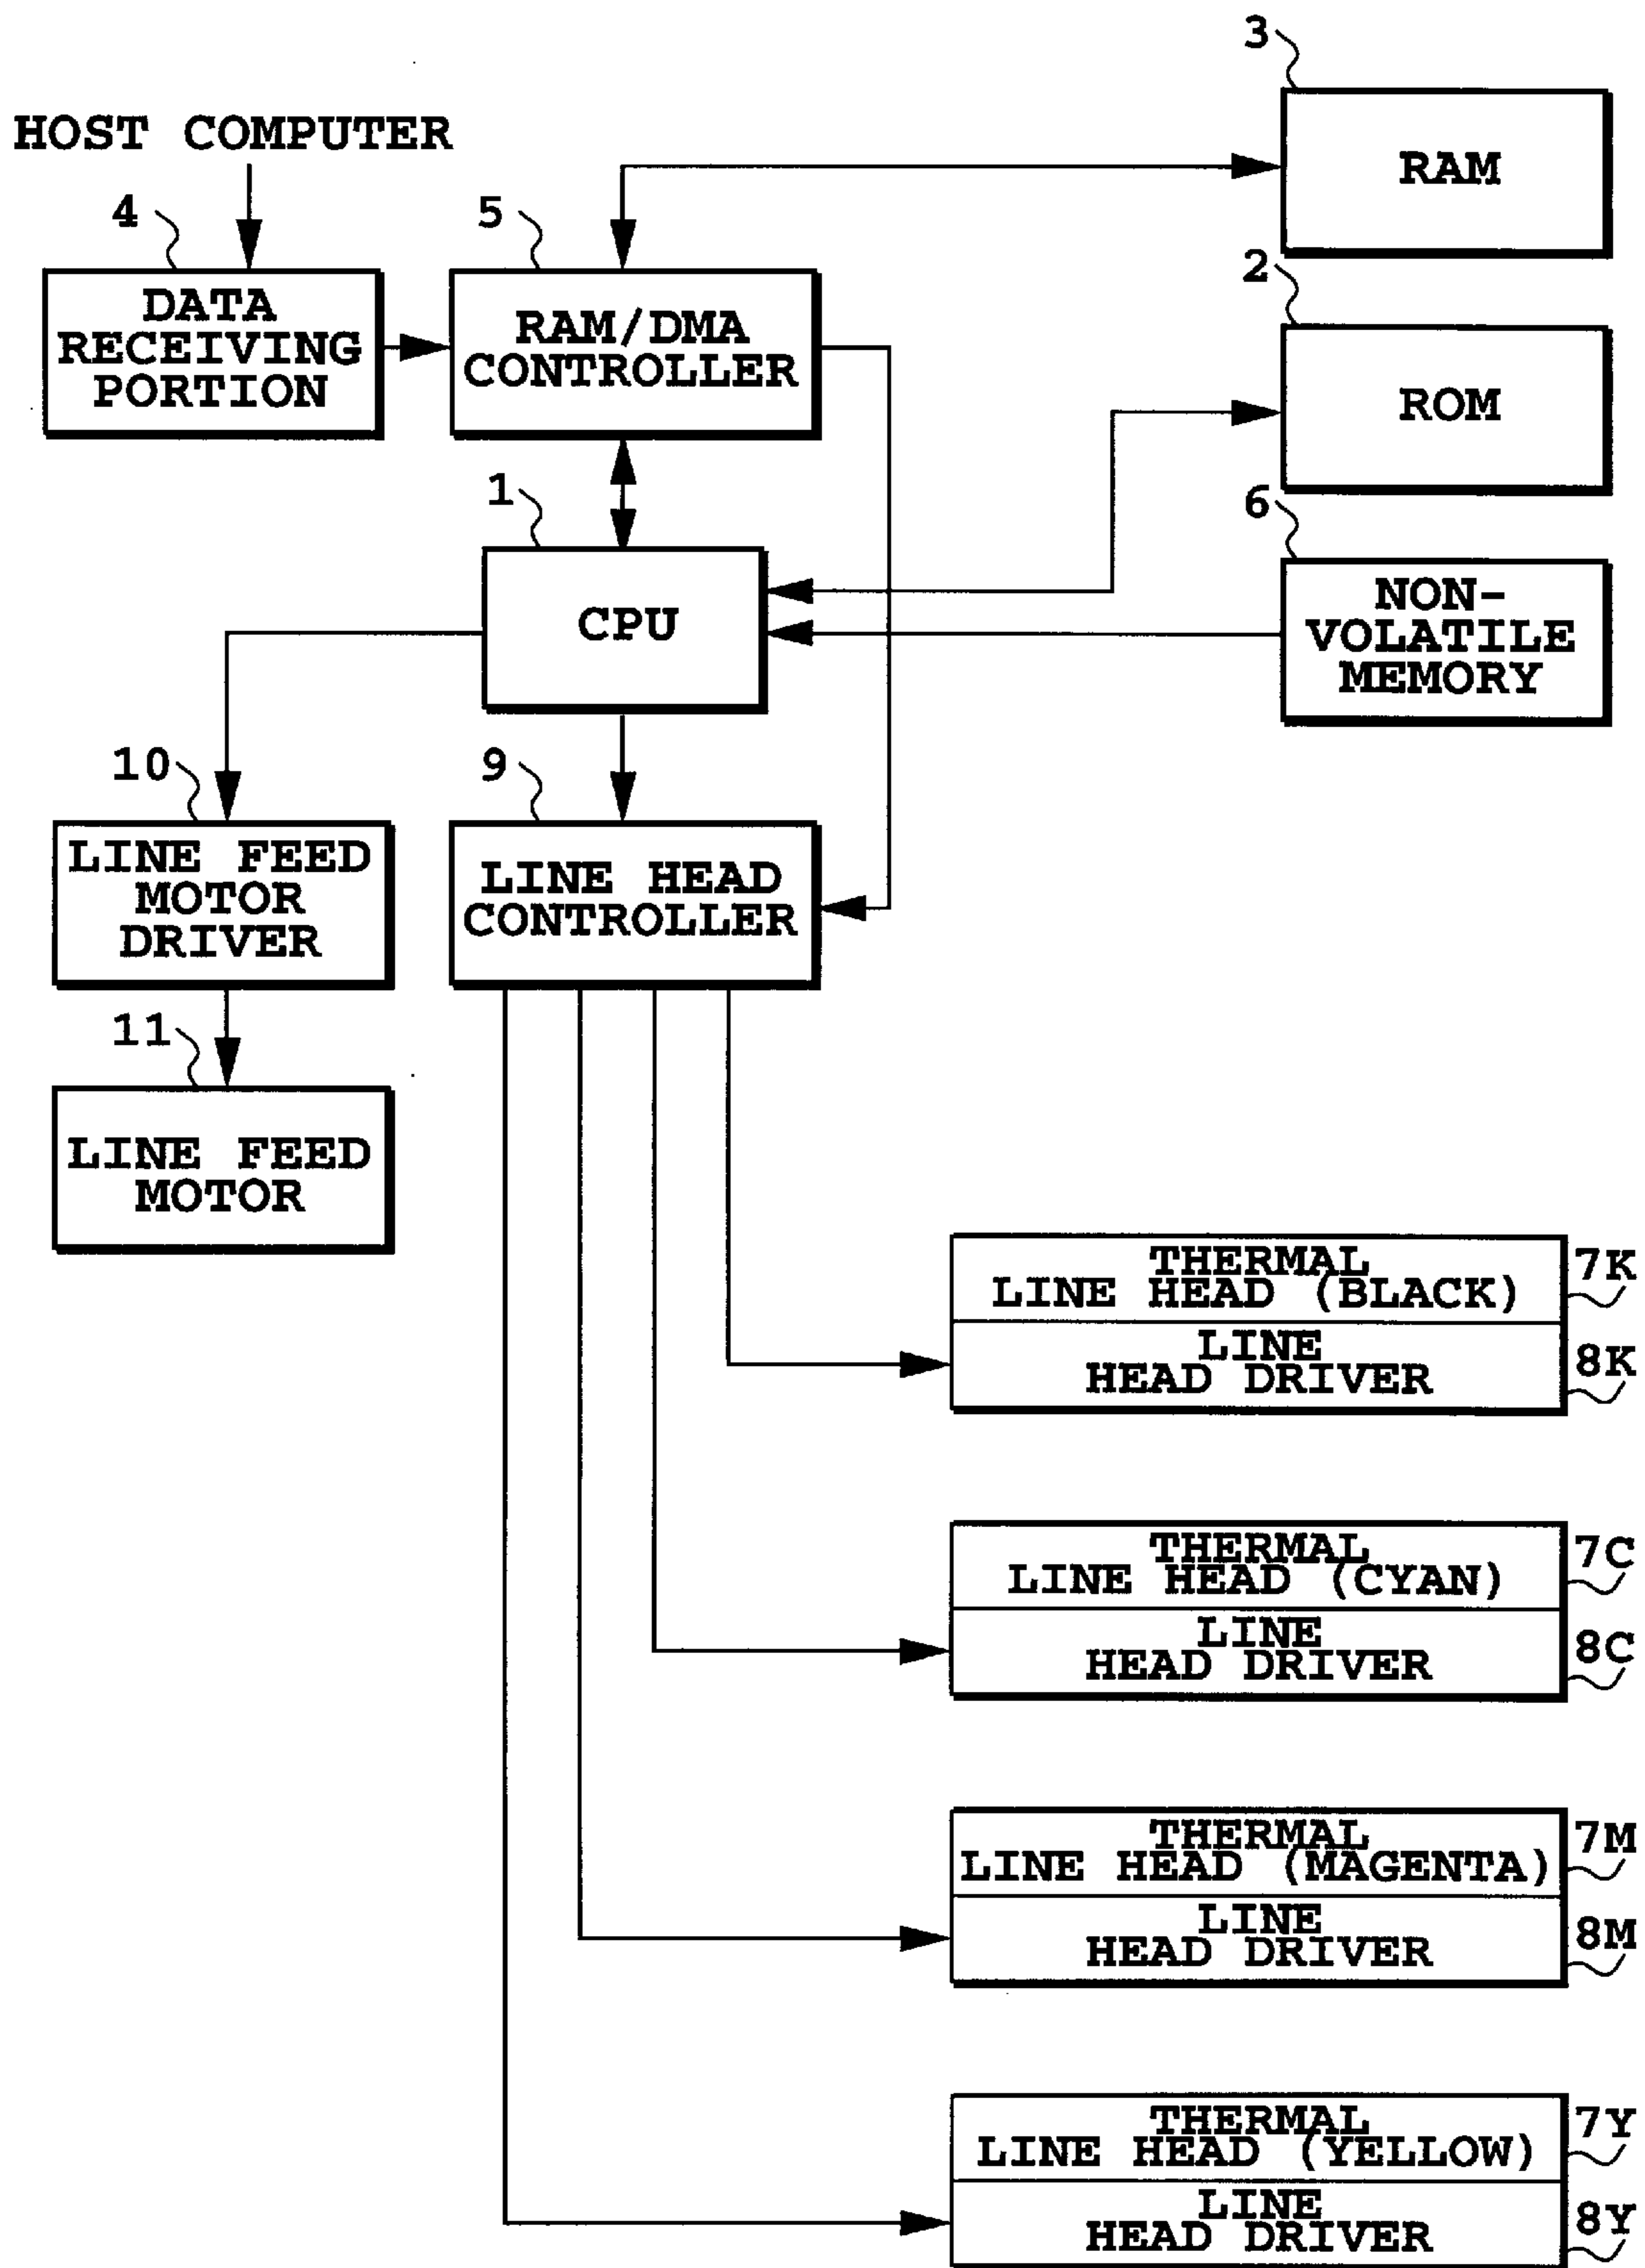 3
HOST COMPUTER
RAM
4
5
2
DATA
RECEIVING
PORTION
RAM/DMA
CONTROLLER
ROM
1
6
CPU
NON-
VOLATILE
MEMORY
10
9
LINE FEED
MOTOR
DRIVER
LINE HEAD
CONTROLLER
11
LINE FEED
MOTOR
THERMAL
LINE HEAD (BLACK)
7K
LINE
HEAD DRIVER
8K
THERMAL
LINE HEAD (CYAN)
7C
LINE
HEAD DRIVER
8C
THERMAL
LINE HEAD (MAGENTA)
7M
LINE
HEAD DRIVER
8M
THERMAL
LINE HEAD (YELLOW)
7Y
LINE
HEAD DRIVER
8Y